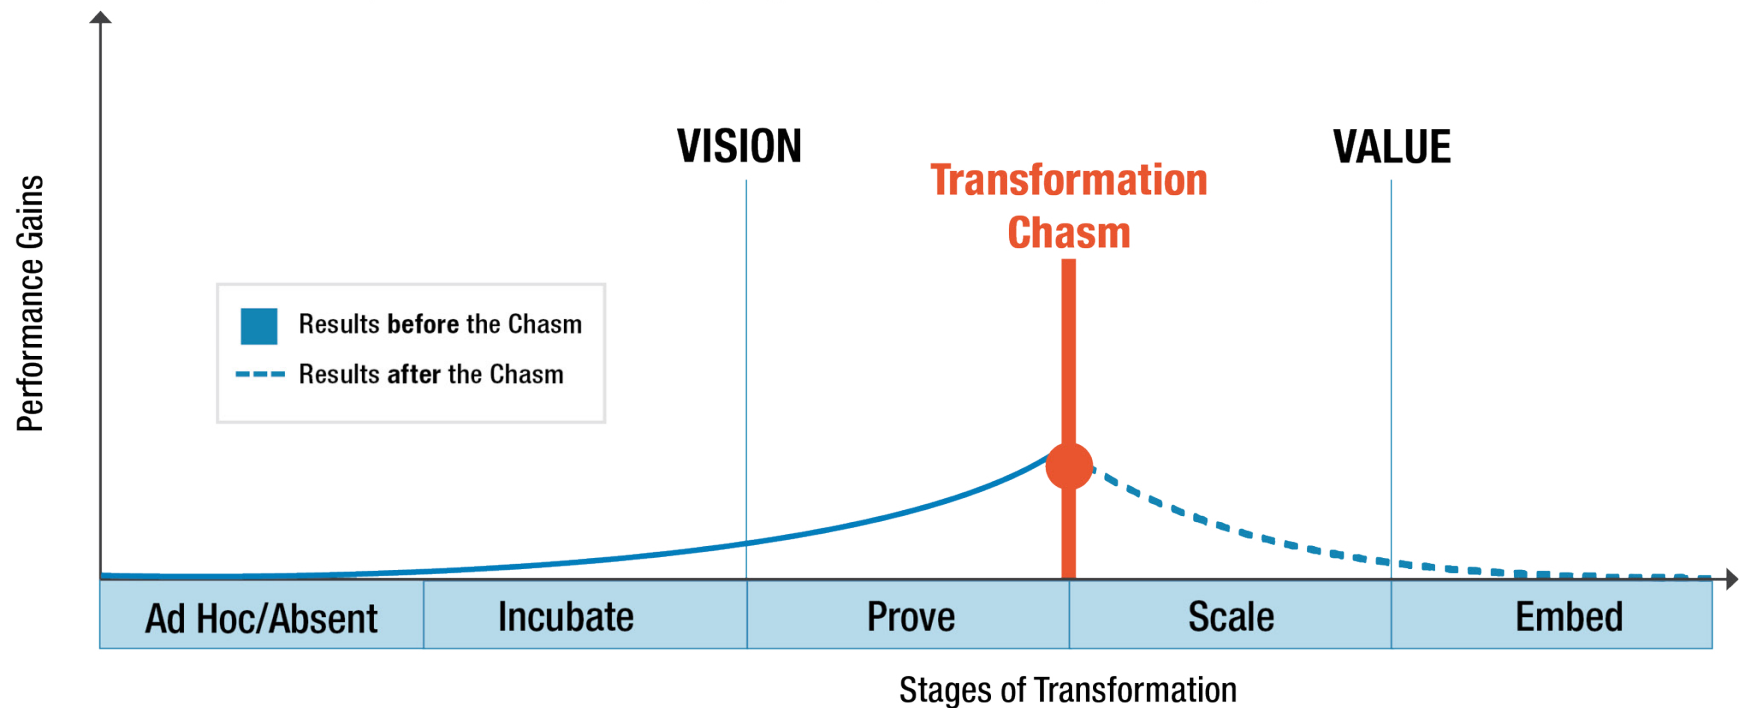 VISION
VALUE
Transformation
Chasm
Performance Gains
Results before the Chasm
Results after the Chasm
Ad Hoc/Absent
Incubate
Prove
Scale
Embed
Stages of Transformation